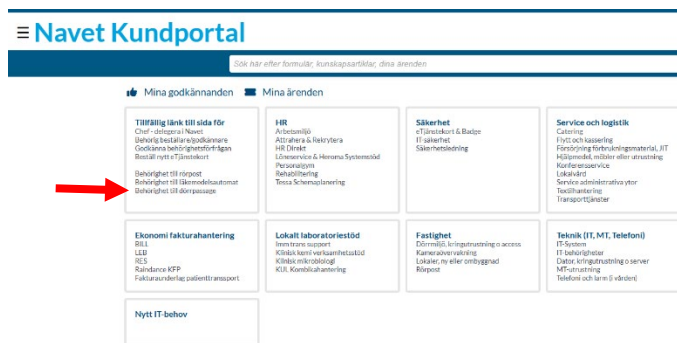 Navet Kundportal
Sök här efter formulär, kunskapsartiklar, dina ärenden
Mina godkännanden Mina ärenden
Tillfällig länk till sida för
Chef - delegera i Navet
Behörig beställare/godkännare
Godkänna behörighetsförfrågan
Beställ nytt eTjänstekort
Behörighet till rörpost
Behörighet till läkemedelsautomat
Behörighet till dörrpassage
HR
Arbetsmiljö
Attrahera & Rekrytera
HR Direkt
Löneservice & Heroma Systemstöd
Personalgym
Rehabilitering
Tessa Schemaplanering
Säkerhet
eTjänstekort & Badge
IT-säkerhet
Säkerhetsledning
Service och logistik
Catering
Flytt och kassering
Försörjning förbrukningsmaterial, JIT
Hjälpmedel, möbler eller utrustning
Konferensservice
Lokalvård
Service administrativa ytor
Textilhantering
Transporttjänster
Ekonomi fakturahantering
BILL
LEB
RES
Raindance KFP
Fakturaunderlag patienttransport
Lokalt laboratoriestöd
Immtrans support
Klinisk kemi verksamhetsstöd
Klinisk mikrobiologi
KUL Kombikahantering
Fastighet
Dörrmiljö, kringutrustning o access
Kameraövervakning
Lokaler, ny eller ombyggnad
Rörpost
Teknik (IT, MT, Telefoni)
IT-System
IT-behörigheter
Dator, kringutrustning o server
MT-utrustning
Telefoni och larm (i vården)
Nytt IT-behov